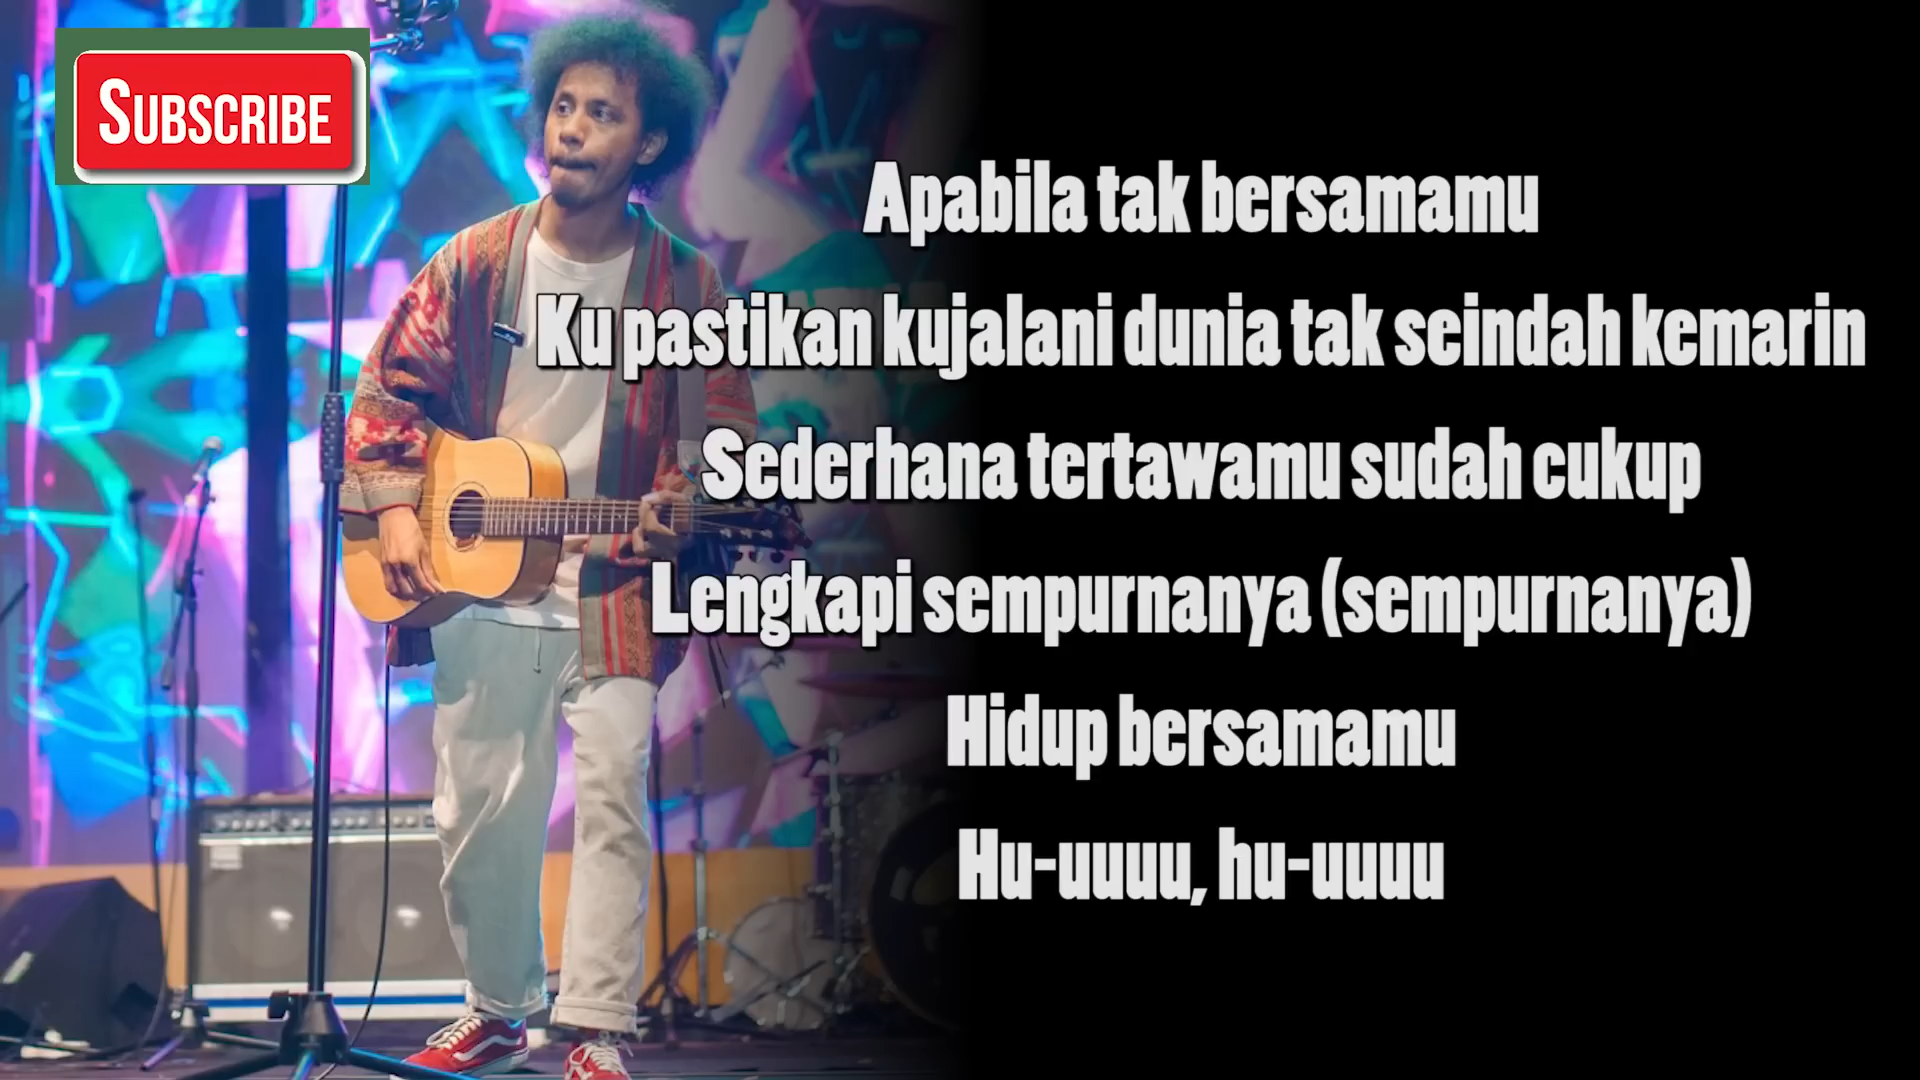 SUBSCRIBE
Apabila tak bersamamu
Ku pastikan kujalani dunia tak seindah kemarin
Sederhana tertawamu sudah cukup
Lengkapi sempurnanya (sempurnanya)
Hidup bersamamu
Hu-uuuu, hu-uuuu